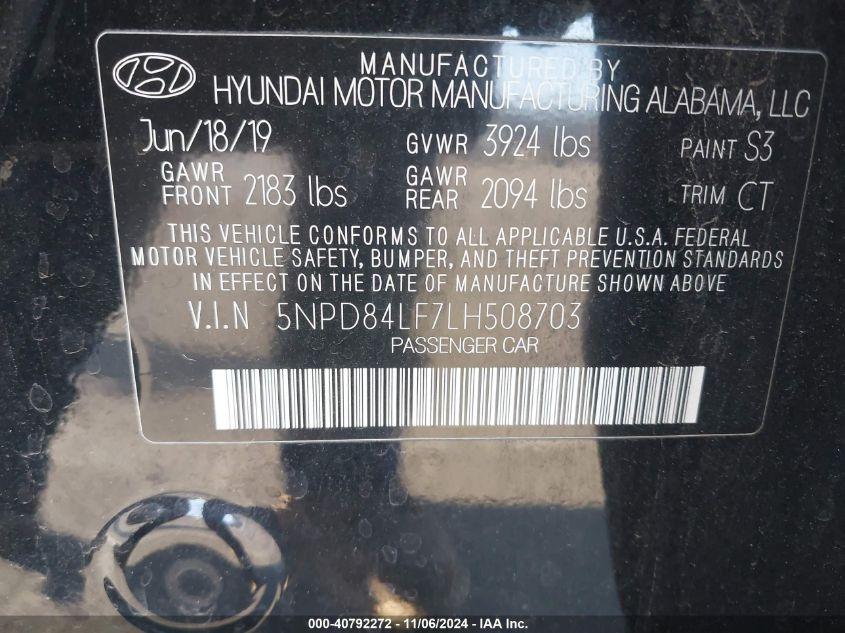 MANUFACTURED BY
HYUNDAI MOTOR MANUFACTURING ALABAMA, LLC
Jun/18/19 GVWR 3924 lbs PAINT S3
GAWR FRONT 2183 lbs GAWR REAR 2094 lbs TRIM CT
THIS VEHICLE CONFORMS TO ALL APPLICABLE U.S.A. FEDERAL
MOTOR VEHICLE SAFETY, BUMPER, AND THEFT PREVENTION STANDARDS
IN EFFECT ON THE DATE OF MANUFACTURE SHOWN ABOVE
V.I.N 5NPD84LF7LH508703
PASSENGER CAR
000-40792272 - 11/06/2024 - IAA Inc.